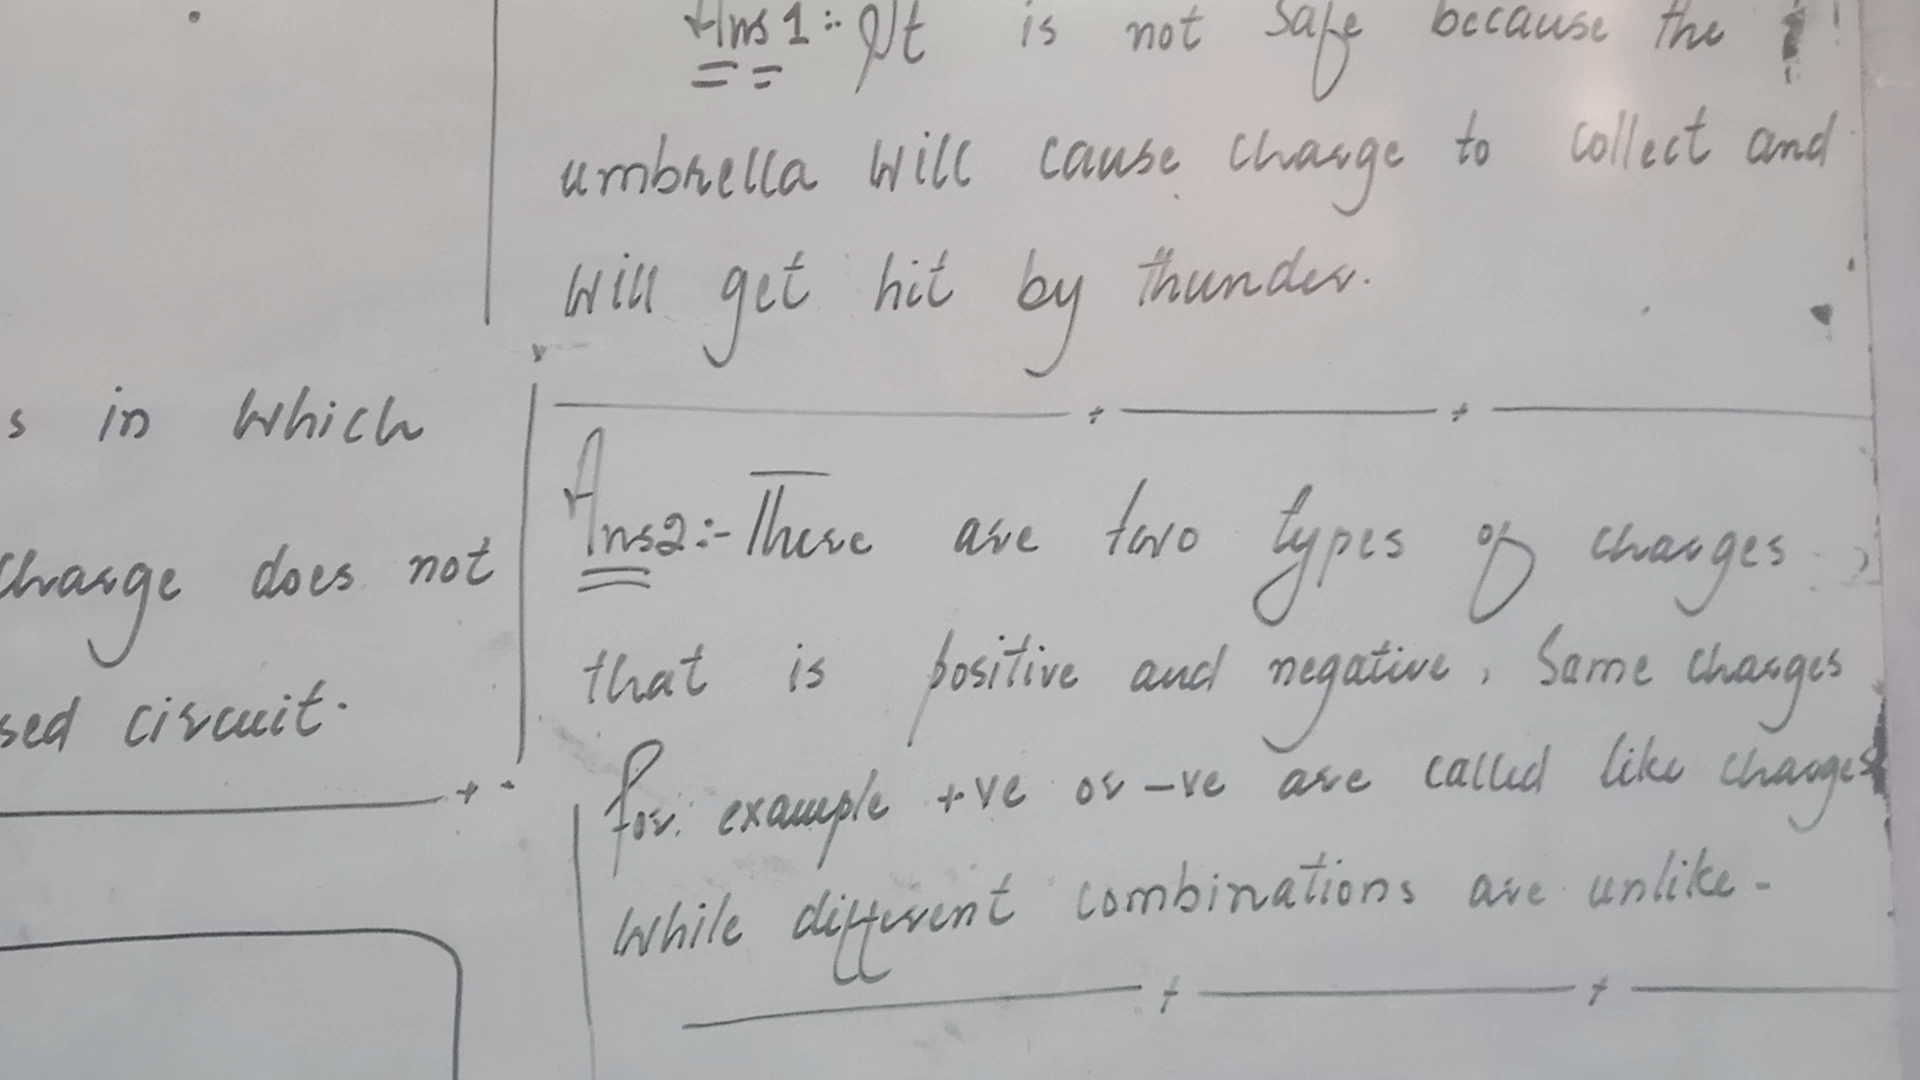 Ans 1:- It is not safe because the
umbrella will cause charge to collect and
will get hit by thunder.
s in which
charge does not
sed circuit.
Ans2:- There are two types of charges
that is positive and negative, Same charges
for example +ve or -ve are called like charges
while different combinations are unlike-